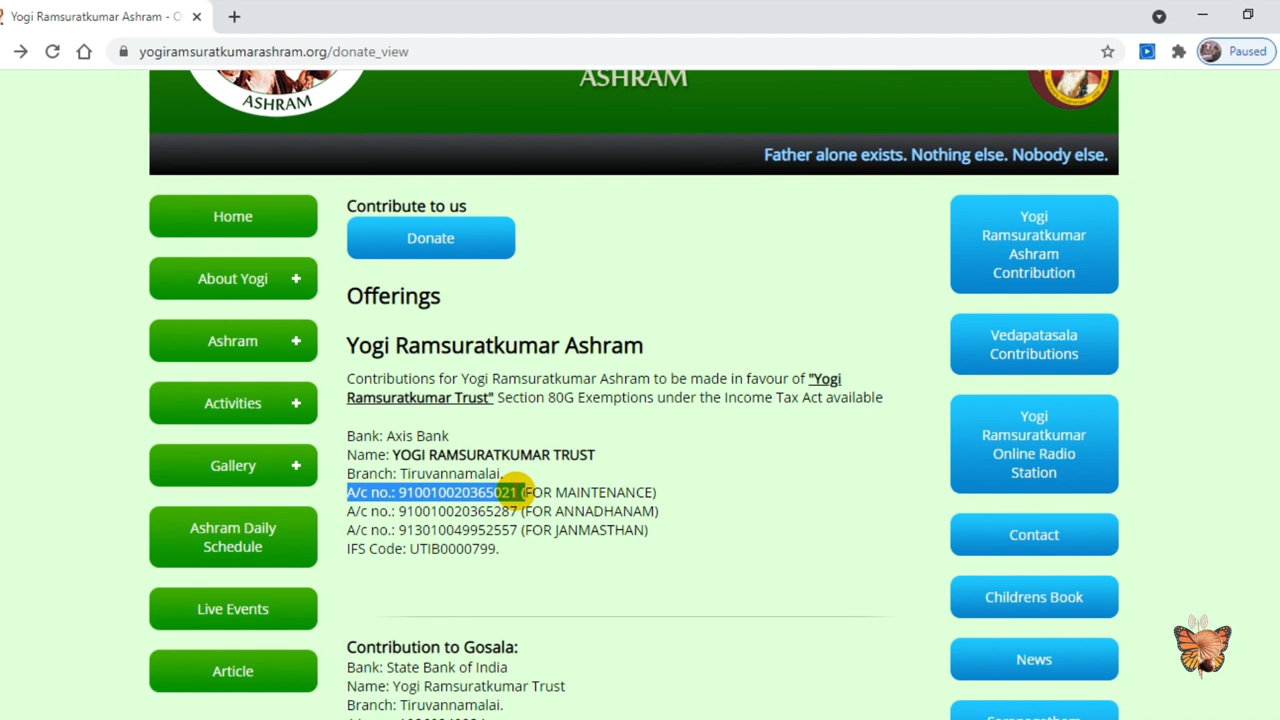 Yogi Ramsuratkumar Ashram - O
yogiramsuratkumarashram.org/donate_view
Paused
ASHRAM
ASHRAM
Father alone exists. Nothing else. Nobody else.
Home
About Yogi +
Ashram +
Activities +
Gallery +
Ashram Daily
Schedule
Live Events
Article
Contribute to us
Donate
Offerings
Yogi Ramsuratkumar Ashram
Contributions for Yogi Ramsuratkumar Ashram to be made in favour of "Yogi
Ramsuratkumar Trust" Section 80G Exemptions under the Income Tax Act available
Bank: Axis Bank
Name: YOGI RAMSURATKUMAR TRUST
Branch: Tiruvannamalai.
A/c no.: 910010020365021 (FOR MAINTENANCE)
A/c no.: 910010020365287 (FOR ANNADHANAM)
A/c no.: 913010049952557 (FOR JANMASTHAN)
IFS Code: UTIB0000799.
Contribution to Gosala:
Bank: State Bank of India
Name: Yogi Ramsuratkumar Trust
Branch: Tiruvannamalai.
Yogi
Ramsuratkumar
Ashram
Contribution
Vedapatasala
Contributions
Yogi
Ramsuratkumar
Online Radio
Station
Contact
Childrens Book
News